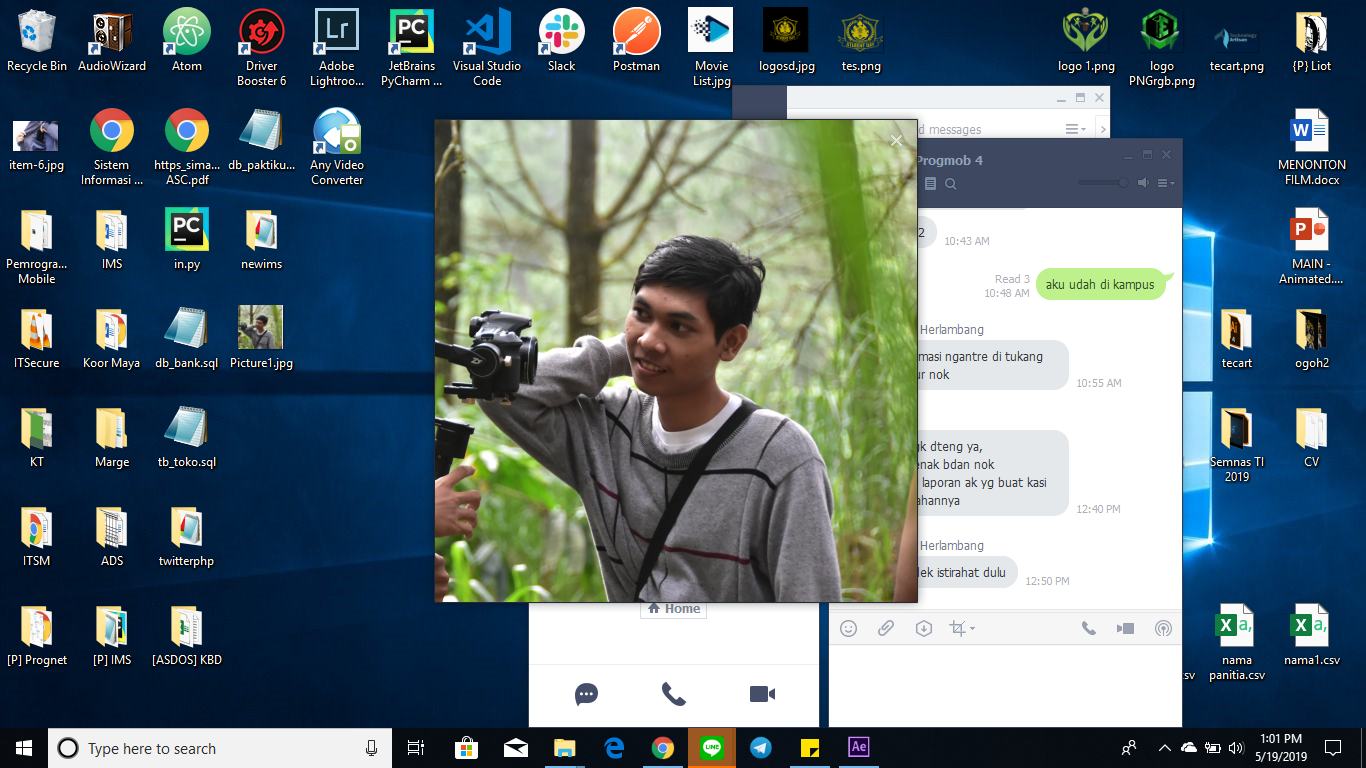 Recycle Bin
AudioWizard
Atom
Driver
Booster 6
Adobe
Lightroo...
JetBrains
PyCharm ...
Visual Studio
Code
Slack
Postman
Movie
List.jpg
logosd.jpg
tes.png
logo 1.png
logo
PNGrgb.png
tecart.png
{P} Liot
item-6.jpg
Sistem
Informasi ...
https_sima...
ASC.pdf
db_paktiku...
Any Video
Converter
MENONTON
FILM.docx
Pemrogra...
Mobile
IMS
in.py
newims
MAIN -
Animated....
ITSecure
Koor Maya
db_bank.sql
Picture1.jpg
tecart
ogoh2
KT
Marge
tb_toko.sql
Semnas TI
2019
CV
ITSM
ADS
twitterphp
[P] Prognet
[P] IMS
[ASDOS] KBD
nama
panitia.csv
nama1.csv
sv
d messages
Progmob 4
2
10:43 AM
Read 3
10:48 AM
aku udah di kampus
Herlambang
masi ngantre di tukang
ur nok
10:55 AM
gk dteng ya,
enak bdan nok
laporan ak yg buat kasi
ahannya
12:40 PM
Herlambang
lek istirahat dulu
12:50 PM
Home
Type here to search
LINE
Ae
1:01 PM
5/19/2019